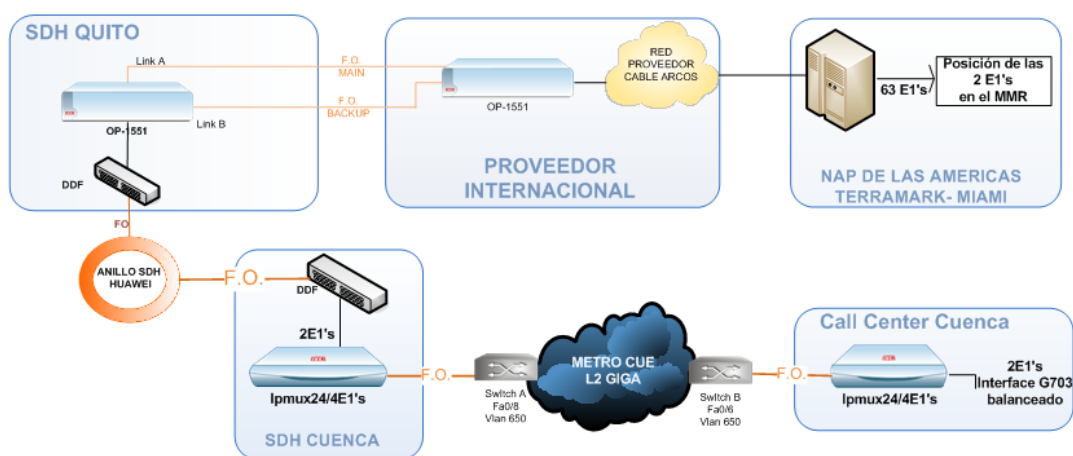 SDH QUITO
Link A
F.O.
MAIN
F.O.
BACKUP
Link B
OP-1551
DDF
FO
OP-1551
RED
PROVEEDOR
CABLE ARCOS
PROVEEDOR
INTERNACIONAL
63 E1's
Posición de las
2 E1's
en el MMR
NAP DE LAS AMERICAS
TERRAMARK- MIAMI
ANILLO SDH
HUAWEI
F.O.
DDF
2E1's
Ipmux24/4E1's
SDH CUENCA
F.O.
Switch A
Fa0/8
Vlan 650
METRO CUE
L2 GIGA
Switch B
Fa0/6
Vlan 650
F.O.
Call Center Cuenca
Ipmux24/4E1's
2E1's
Interface G703
balanceado